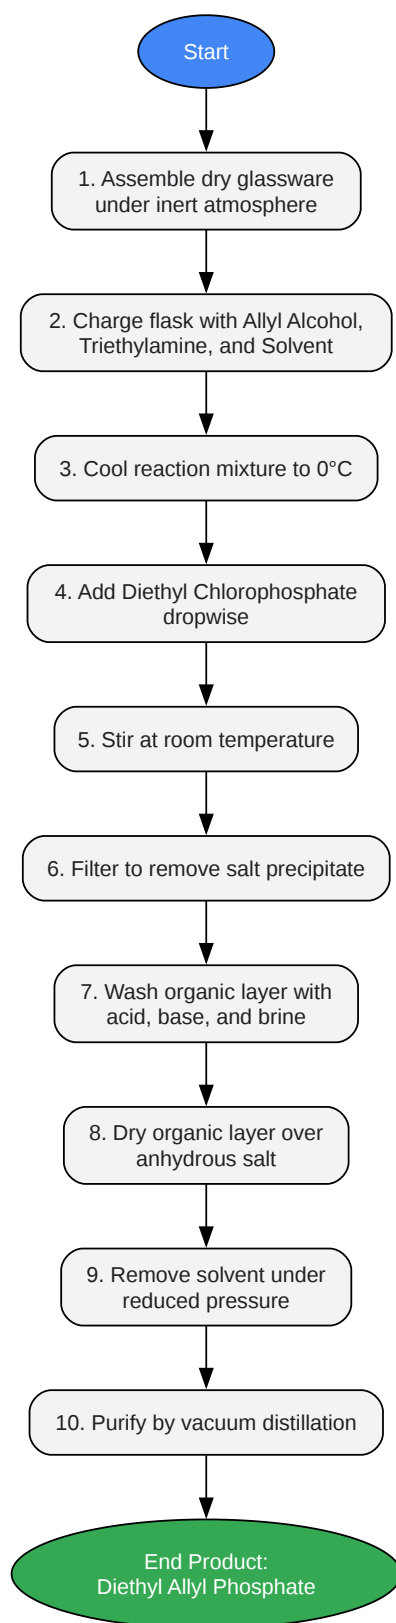 Start
1. Assemble dry glassware
under inert atmosphere
2. Charge flask with Allyl Alcohol,
Triethylamine, and Solvent
3. Cool reaction mixture to 0°C
4. Add Diethyl Chlorophosphate
dropwise
5. Stir at room temperature
6. Filter to remove salt precipitate
7. Wash organic layer with
acid, base, and brine
8. Dry organic layer over
anhydrous salt
9. Remove solvent under
reduced pressure
10. Purify by vacuum distillation
End Product:
Diethyl Allyl Phosphate